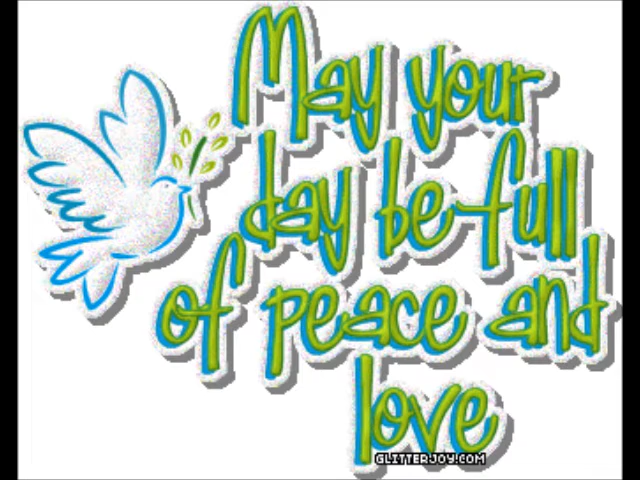 May your
day be full
of peace and
love
GLITTERJOY.COM